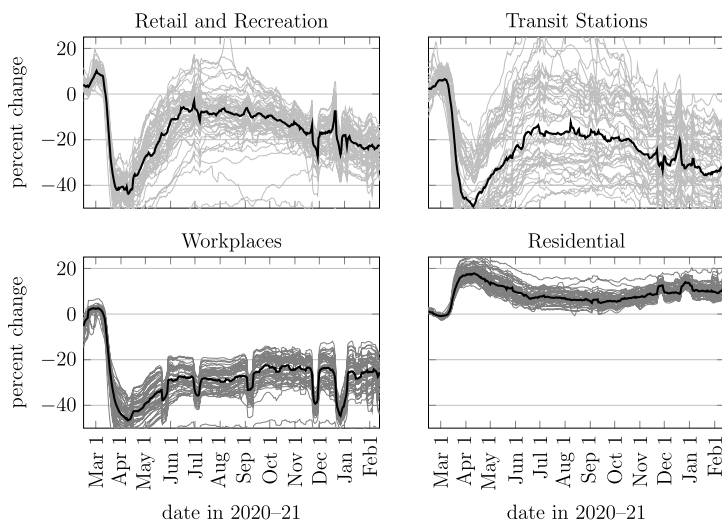 Retail and Recreation
Transit Stations
20
0
−20
−40
percent change
Workplaces
Residential
20
0
−20
−40
percent change
Mar 1
Apr 1
May 1
Jun 1
Jul 1
Aug 1
Sep 1
Oct 1
Nov 1
Dec 1
Jan 1
Feb1
Mar 1
Apr 1
May 1
Jun 1
Jul 1
Aug 1
Sep 1
Oct 1
Nov 1
Dec 1
Jan 1
Feb1
date in 2020–21
date in 2020–21